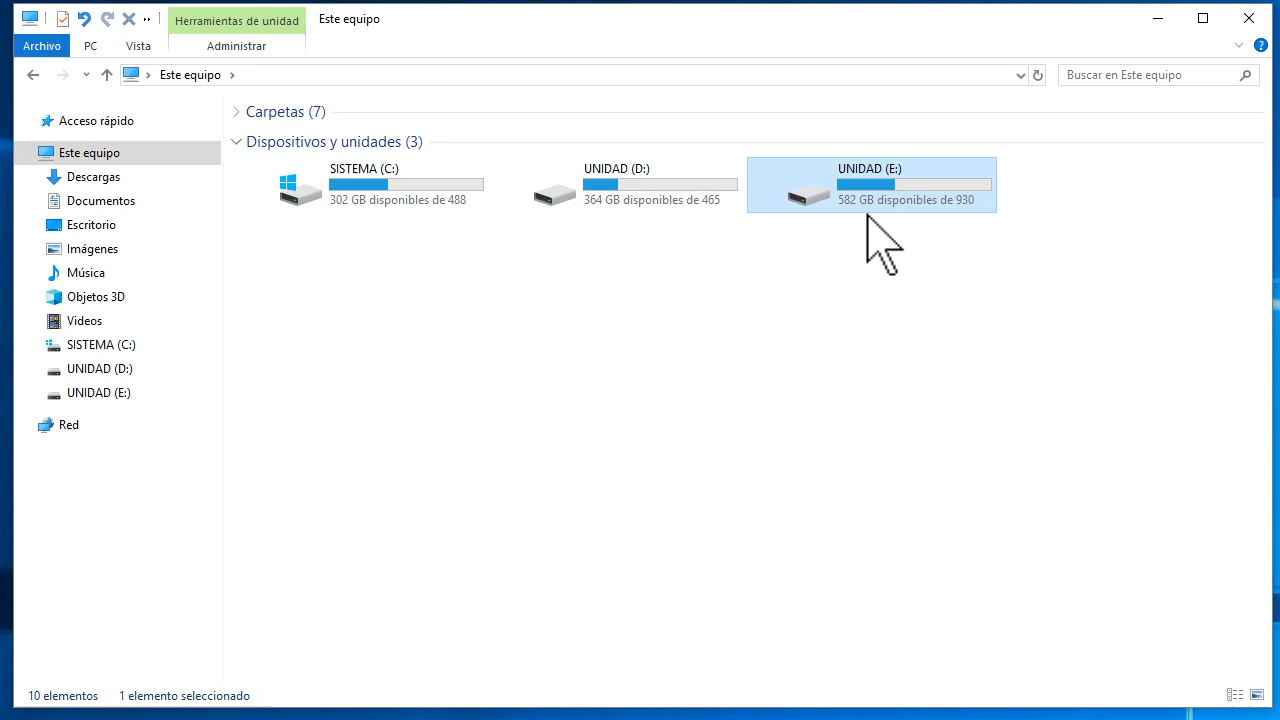 Herramientas de unidad
Este equipo
Archivo
PC
Vista
Administrar
Este equipo
Buscar en Este equipo
Acceso rápido
Este equipo
Descargas
Documentos
Escritorio
Imágenes
Música
Objetos 3D
Videos
SISTEMA (C:)
UNIDAD (D:)
UNIDAD (E:)
Red
Carpetas (7)
Dispositivos y unidades (3)
SISTEMA (C:)
302 GB disponibles de 488
UNIDAD (D:)
364 GB disponibles de 465
UNIDAD (E:)
582 GB disponibles de 930
10 elementos
1 elemento seleccionado